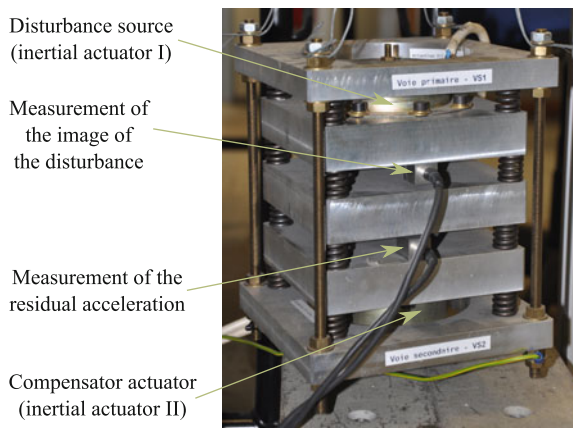 Disturbance source
(inertial actuator I)
Measurement of
the image of
the disturbance
Measurement of the
residual acceleration
Compensator actuator
(inertial actuator II)
Voie primaire - VS1
Voie secondaire - VS2